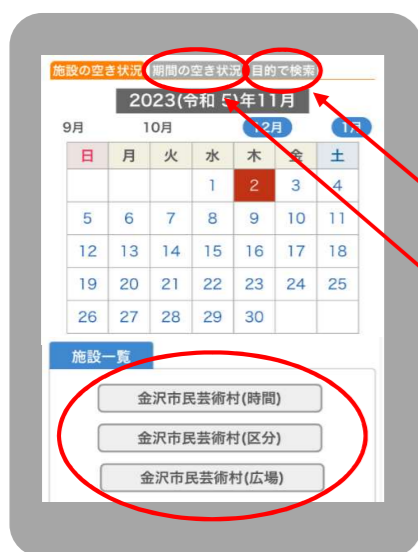 施設の空き状況 期間の空き状況 目的で検索
2023(令和 5)年11月
9月 10月 12月 1月
日 月 火 水 木 金 土
1 2 3 4
5 6 7 8 9 10 11
12 13 14 15 16 17 18
19 20 21 22 23 24 25
26 27 28 29 30
施設一覧
金沢市民芸術村(時間)
金沢市民芸術村(区分)
金沢市民芸術村(広場)